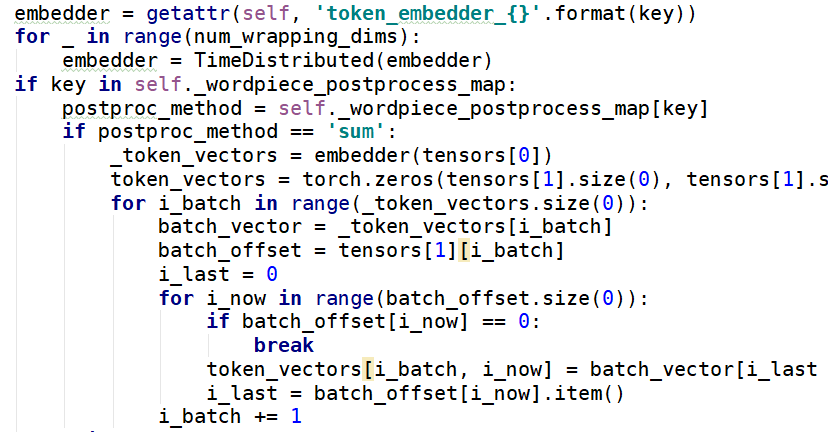 embedder = getattr(self, 'token_embedder_{}'.format(key))
for _ in range(num_wrapping_dims):
    embedder = TimeDistributed(embedder)
if key in self._wordpiece_postprocess_map:
    postproc_method = self._wordpiece_postprocess_map[key]
    if postproc_method == 'sum':
        _token_vectors = embedder(tensors[0])
        token_vectors = torch.zeros(tensors[1].size(0), tensors[1].s
        for i_batch in range(_token_vectors.size(0)):
            batch_vector = _token_vectors[i_batch]
            batch_offset = tensors[1][i_batch]
            i_last = 0
            for i_now in range(batch_offset.size(0)):
                if batch_offset[i_now] == 0:
                    break
                token_vectors[i_batch, i_now] = batch_vector[i_last
                i_last = batch_offset[i_now].item()
            i_batch += 1